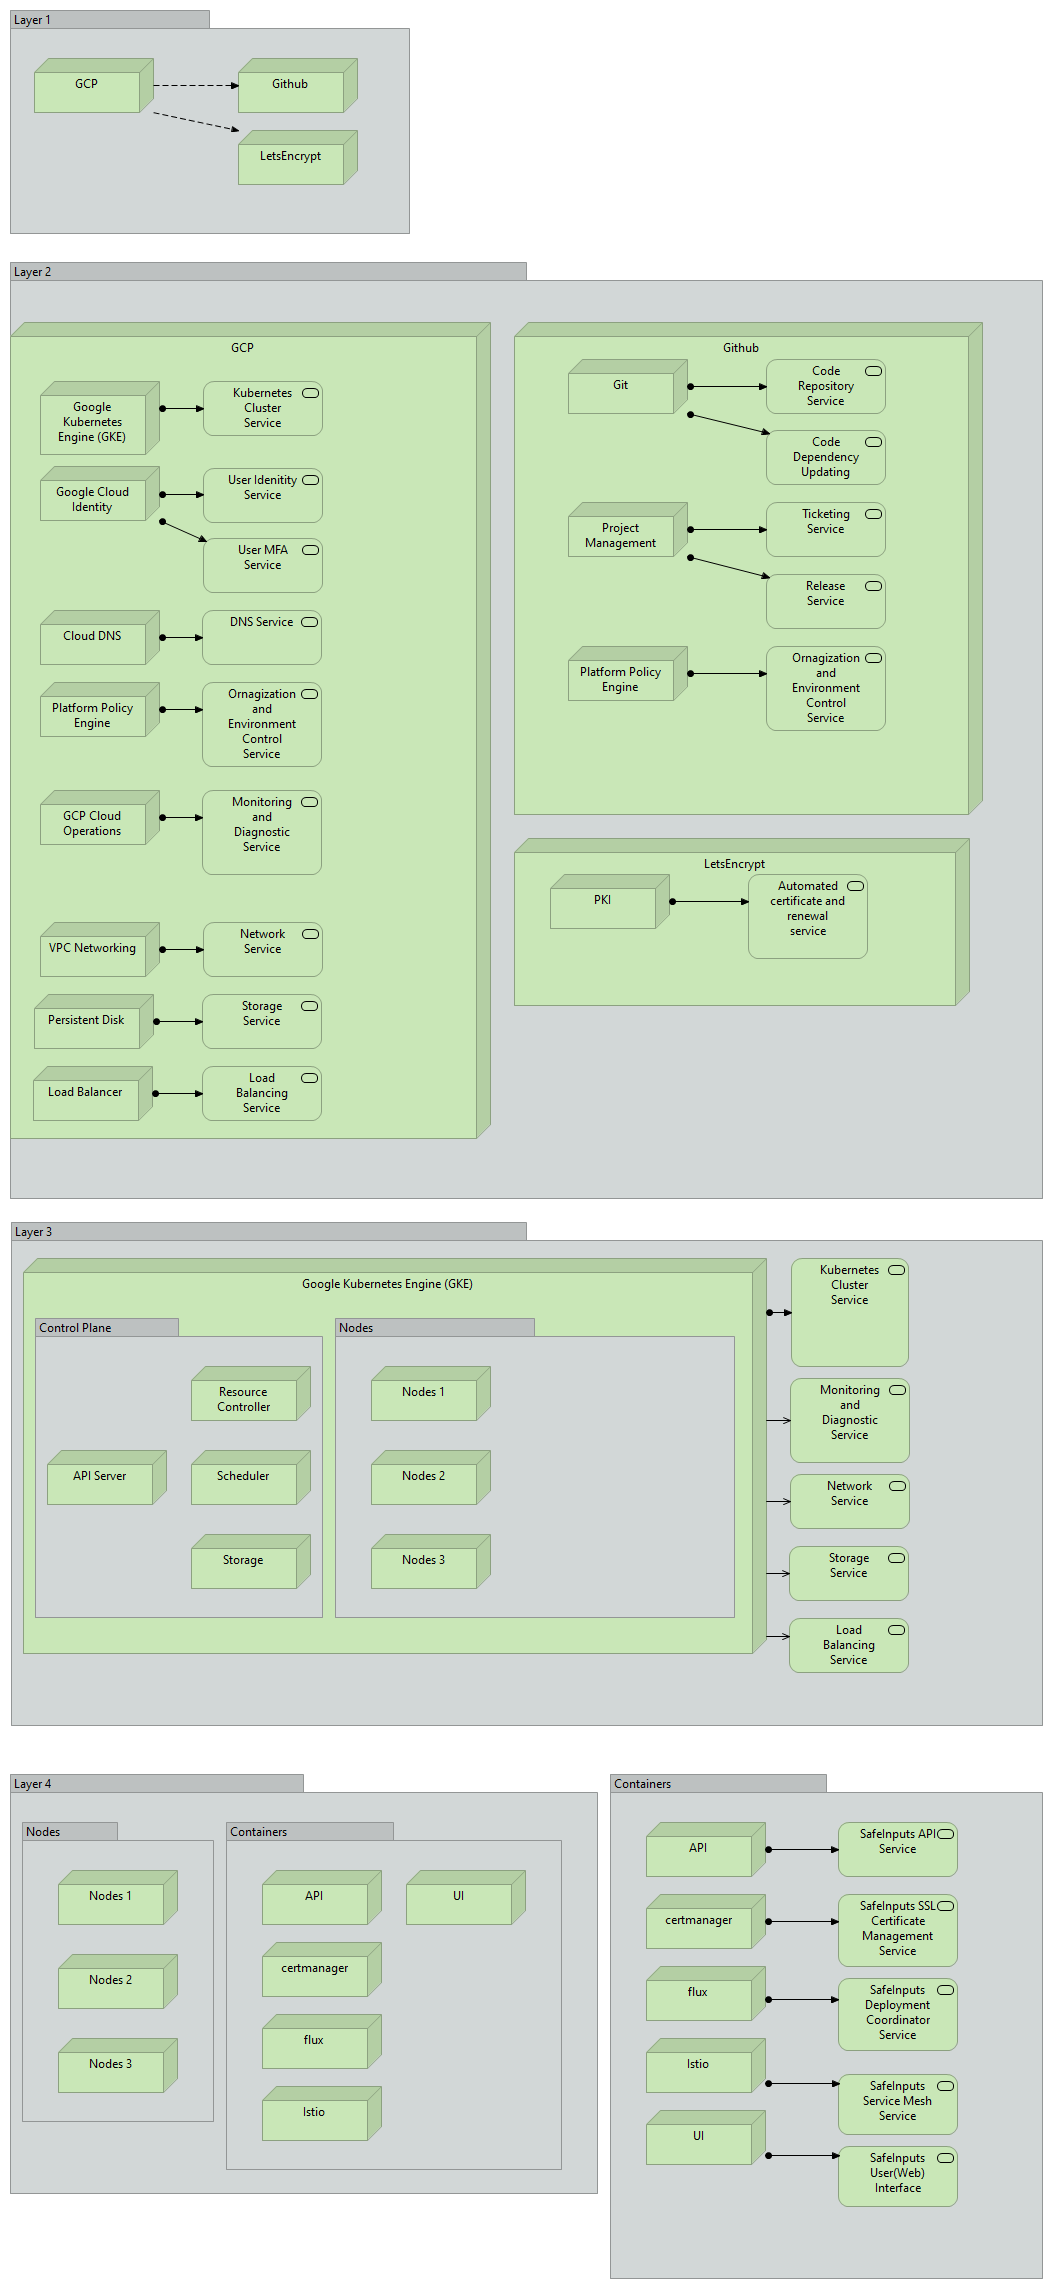 Layer 1
GCP
Github
LetsEncrypt
Layer 2
GCP
Google
Kubernetes
Engine (GKE)
Kubernetes
Cluster
Service
Google Cloud
Identity
User Idenitity
Service
User MFA
Service
Cloud DNS
DNS Service
Platform Policy
Engine
Ornagization
and
Environment
Control
Service
GCP Cloud
Operations
Monitoring
and
Diagnostic
Service
VPC Networking
Network
Service
Persistent Disk
Storage
Service
Load Balancer
Load
Balancing
Service
Github
Git
Code
Repository
Service
Code
Dependency
Updating
Project
Management
Ticketing
Service
Release
Service
Platform Policy
Engine
Ornagization
and
Environment
Control
Service
LetsEncrypt
PKI
Automated
certificate and
renewal
service
Layer 3
Google Kubernetes Engine (GKE)
Control Plane
Resource
Controller
API Server
Scheduler
Storage
Nodes
Nodes 1
Nodes 2
Nodes 3
Kubernetes
Cluster
Service
Monitoring
and
Diagnostic
Service
Network
Service
Storage
Service
Load
Balancing
Service
Layer 4
Nodes
Nodes 1
Nodes 2
Nodes 3
Containers
API
UI
certmanager
flux
Istio
Containers
API
SafeInputs API
Service
certmanager
SafeInputs SSL
Certificate
Management
Service
flux
SafeInputs
Deployment
Coordinator
Service
Istio
SafeInputs
Service Mesh
Service
UI
SafeInputs
User(Web)
Interface